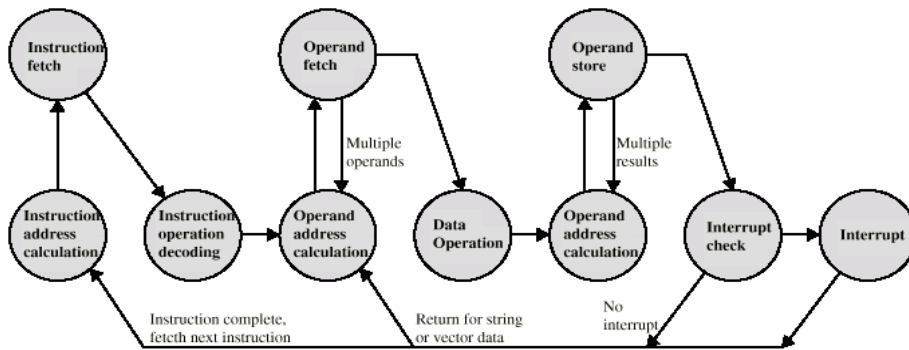 Instruction
fetch
Operand
fetch
Operand
store
Multiple
operands
Multiple
results
Instruction
address
calculation
Instruction
operation
decoding
Operand
address
calculation
Data
Operation
Operand
address
calculation
Interrupt
check
Interrupt
Instruction complete,
fetcth next instruction
Return for string
or vector data
No
interrupt